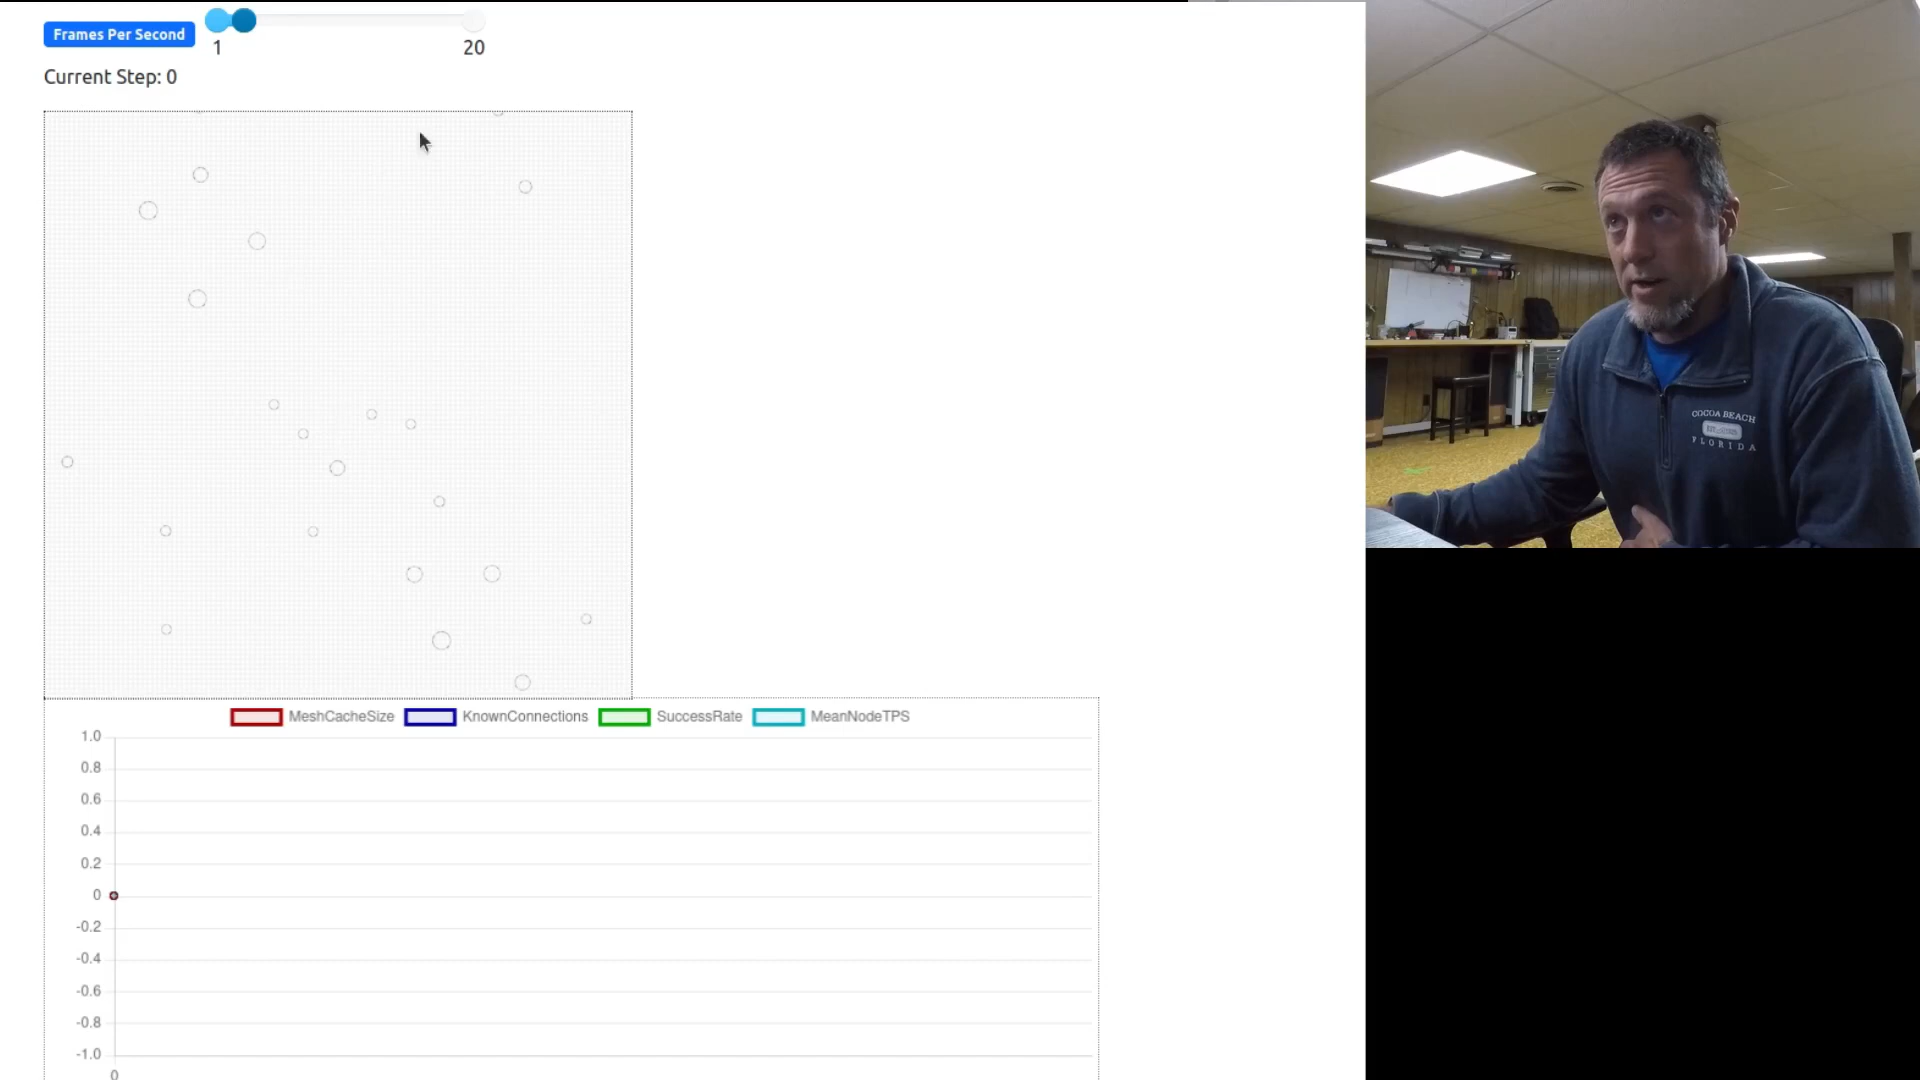 Frames Per Second
1
20
Current Step: 0
MeshCacheSize
KnownConnections
SuccessRate
MeanNodeTPS
1.0
0.8
0.6
0.4
0.2
0
-0.2
-0.4
-0.6
-0.8
-1.0
0
COCOA BEACH
FLORIDA